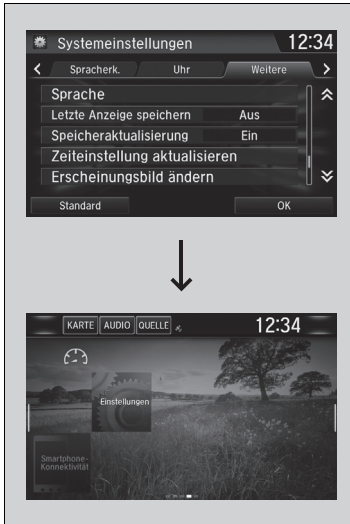 Systemeinstellungen 12:34
Spracherk. Uhr Weitere
Sprache
Letzte Anzeige speichern Aus
Speicheraktualisierung Ein
Zeiteinstellung aktualisieren
Erscheinungsbild ändern
Standard OK
KARTE AUDIO QUELLE 12:34
Einstellungen
Smartphone-
Konnektivität